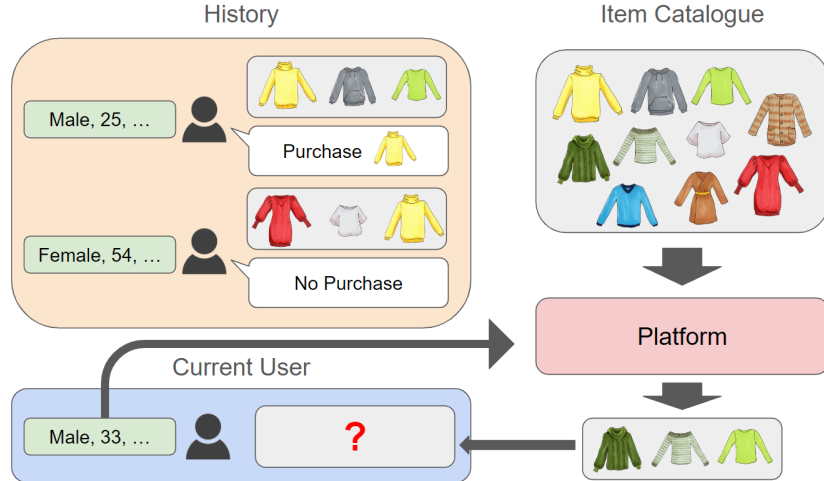 History
Item Catalogue
Male, 25, …
Purchase
Female, 54, …
No Purchase
Platform
Current User
Male, 33, …
?